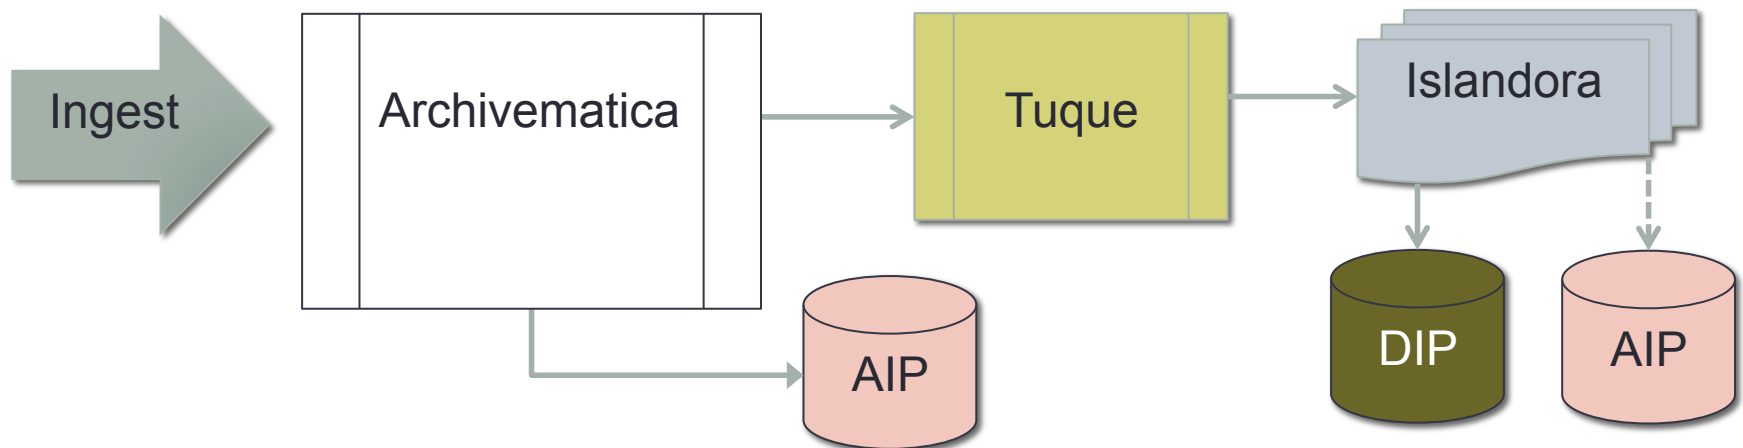 Ingest
Archivematica
Tuque
Islandora
AIP
DIP
AIP